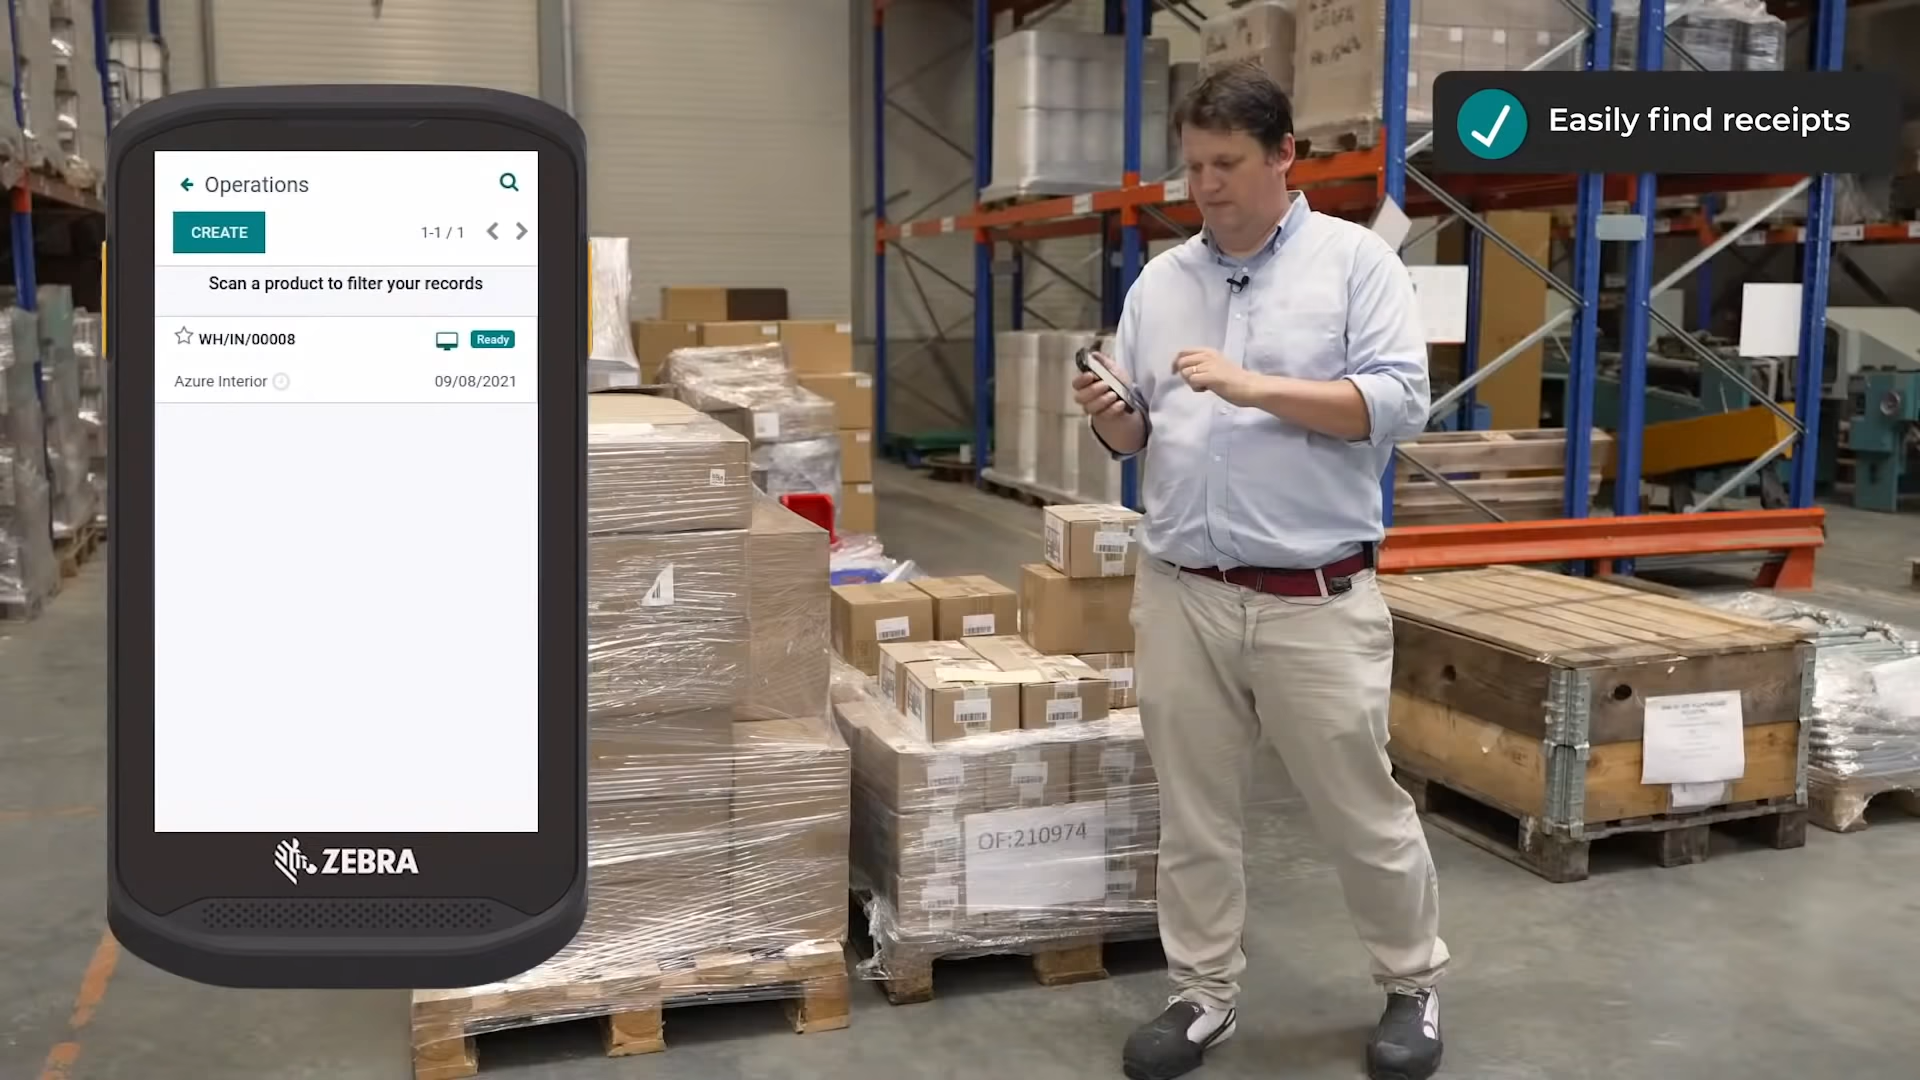 Easily find receipts
Operations
CREATE
1-1 / 1
Scan a product to filter your records
WH/IN/00008
Ready
Azure Interior
09/08/2021
ZEBRA
OF:210974